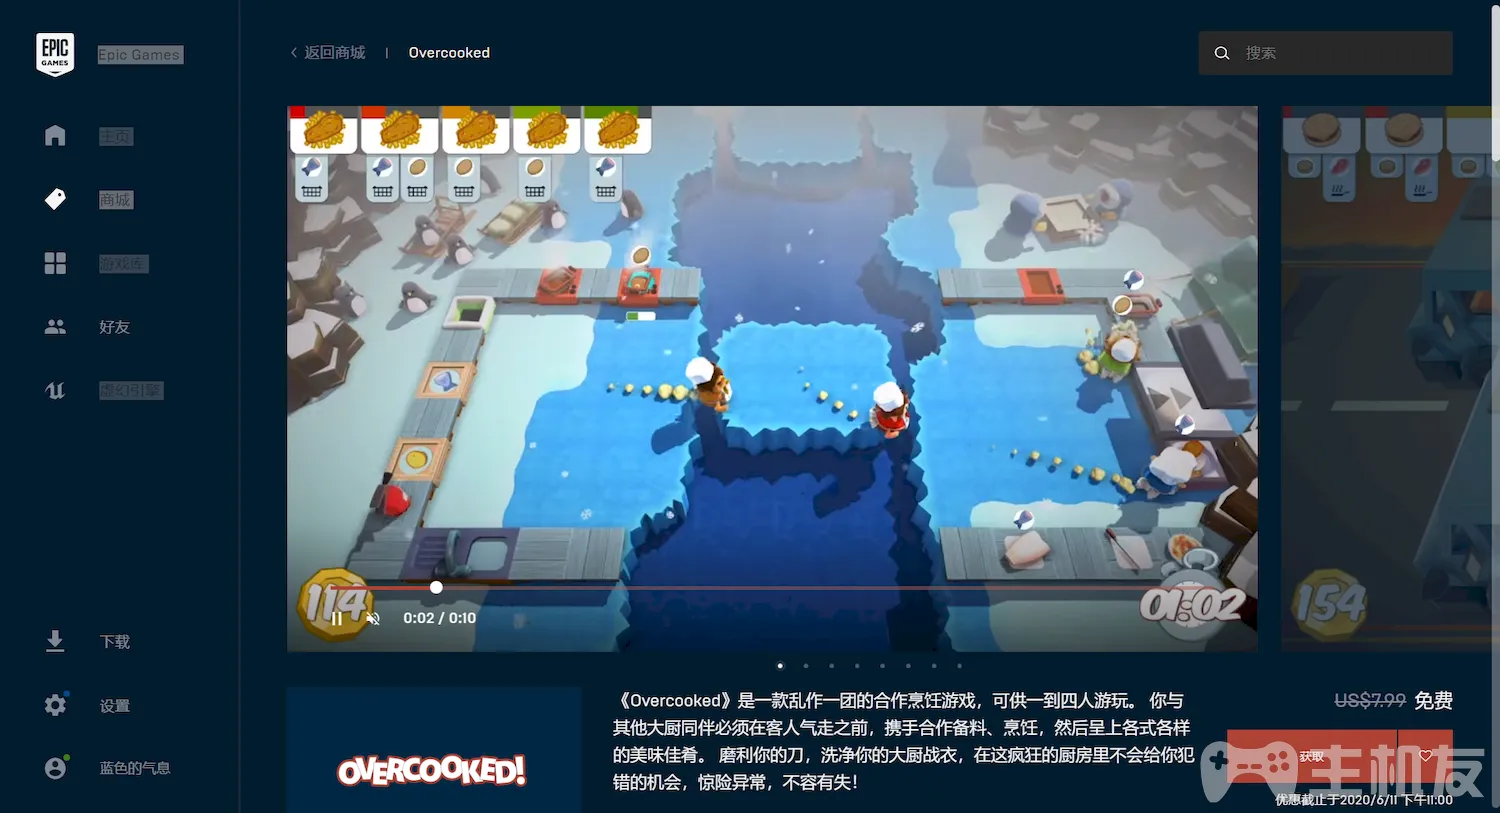 EPIC
GAMES
Epic Games
主页
商城
游戏库
好友
虚幻引擎
下载
设置
蓝色的气息
返回商城 | Overcooked
搜索
114
0:02 / 0:10
01:02
154
OVERCOOKED!
《Overcooked》是一款乱作一团的合作烹饪游戏，可供一到四人游玩。 你与
其他大厨同伴必须在客人气走之前，携手合作备料、烹饪，然后呈上各式各样
的美味佳肴。 磨利你的刀，洗净你的大厨战衣，在这疯狂的厨房里不会给你犯
错的机会，惊险异常，不容有失！
US$7.99 免费
获取
主机友
优惠截止于2020/6/11 下午11:00